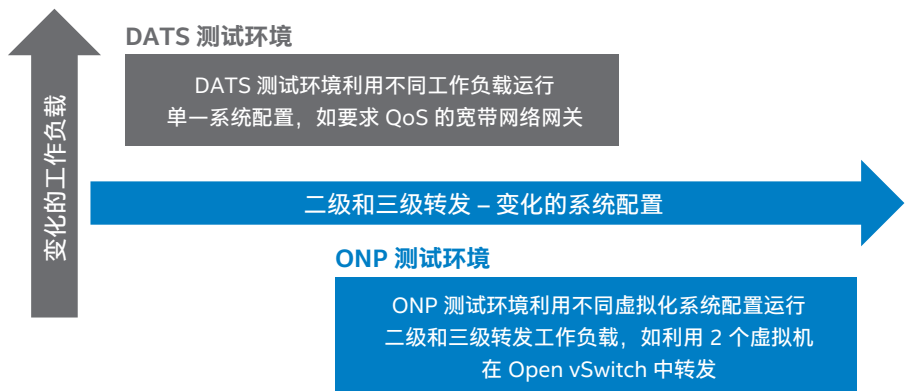 DATS 测试环境
DATS 测试环境利用不同工作负载运行
单一系统配置，如要求 QoS 的宽带网络网关
变化的工作负载
二级和三级转发 – 变化的系统配置
ONP 测试环境
ONP 测试环境利用不同虚拟化系统配置运行
二级和三级转发工作负载，如利用 2 个虚拟机
在 Open vSwitch 中转发